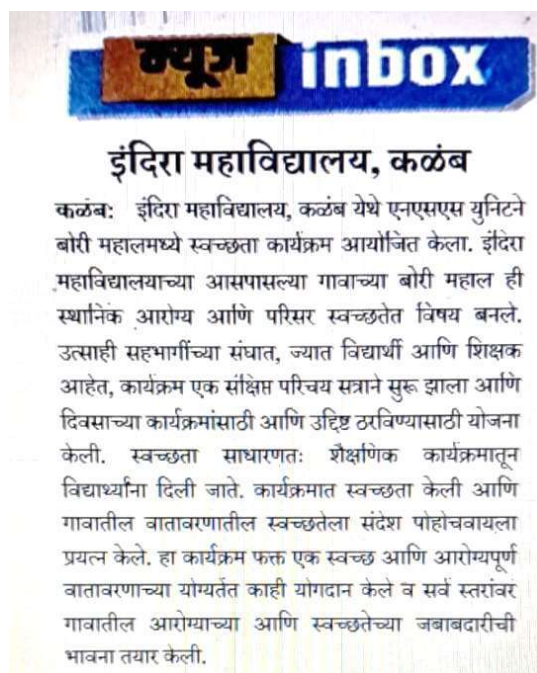 न्यूज inbox
इंदिरा महाविद्यालय, कळंब
कळंब: इंदिरा महाविद्यालय, कळंब येथे एनएसएस युनिटने
बोरी महालमध्ये स्वच्छता कार्यक्रम आयोजित केला. इंदिरा
महाविद्यालयाच्या आसपासल्या गावाच्या बोरी महाल ही
स्थानिक आरोग्य आणि परिसर स्वच्छतेत विषय बनले.
उत्साही सहभागींच्या संघात, ज्यात विद्यार्थी आणि शिक्षक
आहेत, कार्यक्रम एक संक्षिप्त परिचय सत्राने सुरू झाला आणि
दिवसाच्या कार्यक्रमांसाठी आणि उद्दिष्ट ठरविण्यासाठी योजना
केली. स्वच्छता साधारणतः शैक्षणिक कार्यक्रमातून
विद्यार्थ्यांना दिली जाते. कार्यक्रमात स्वच्छता केली आणि
गावातील वातावरणातील स्वच्छतेला संदेश पोहोचवायला
प्रयत्न केले. हा कार्यक्रम फक्त एक स्वच्छ आणि आरोग्यपूर्ण
वातावरणाच्या योग्यतेत काही योगदान केले व सर्व स्तरांवर
गावातील आरोग्याच्या आणि स्वच्छतेच्या जबाबदारीची
भावना तयार केली.